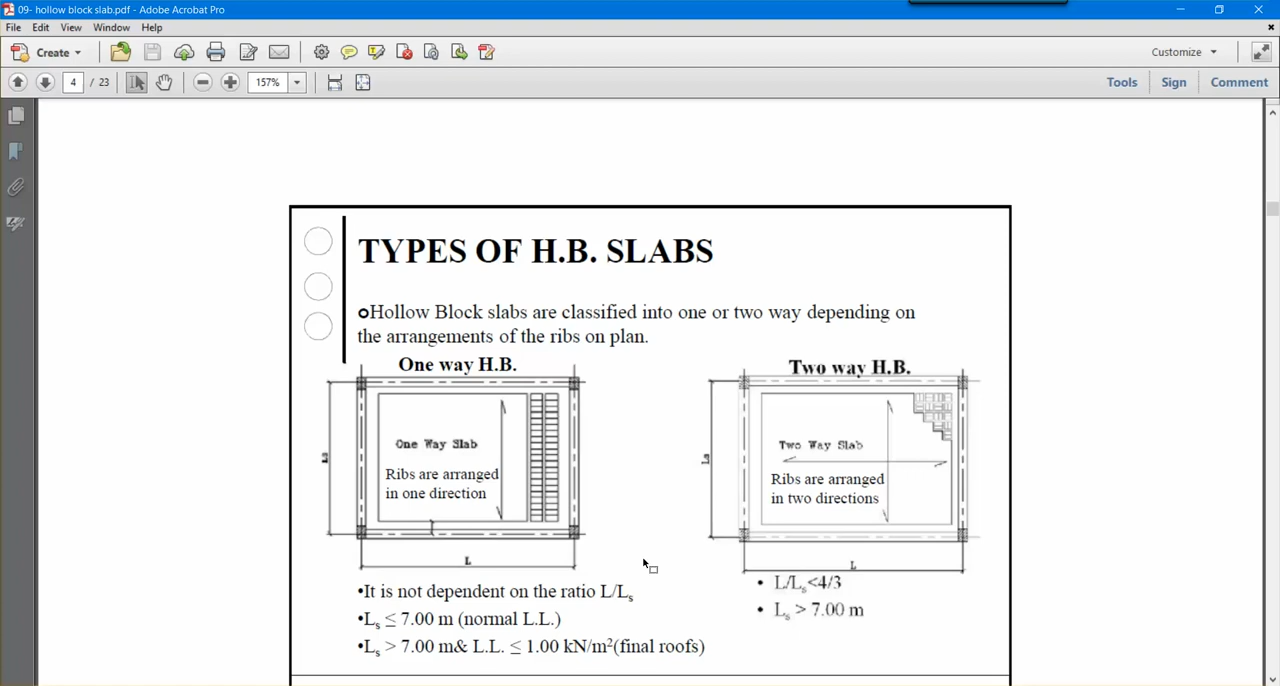 09- hollow block slab.pdf - Adobe Acrobat Pro
File Edit View Window Help
Create
Customize
4 / 23
157%
Tools Sign Comment
TYPES OF H.B. SLABS
Hollow Block slabs are classified into one or two way depending on
the arrangements of the ribs on plan.
One way H.B.
One Way Slab
Ribs are arranged
in one direction
Ls
L
•It is not dependent on the ratio L/Ls
•Ls ≤ 7.00 m (normal L.L.)
•Ls > 7.00 m& L.L. ≤ 1.00 kN/m²(final roofs)
Two way H.B.
Two Way Slab
Ribs are arranged
in two directions
Ls
L
• L/Ls<4/3
• Ls > 7.00 m